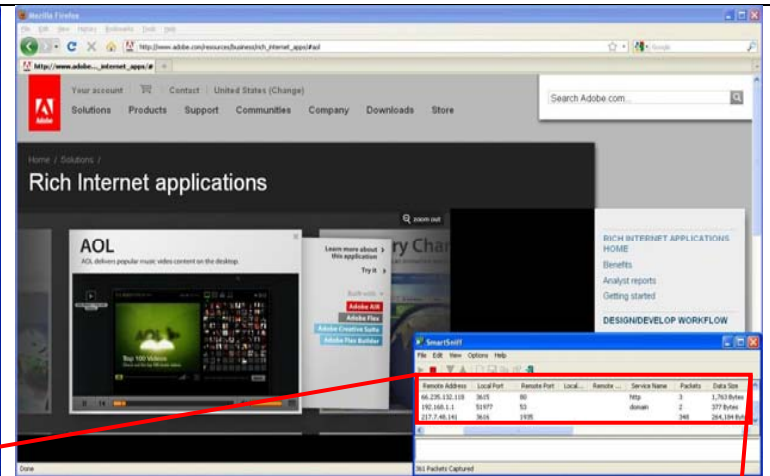 Mozilla Firefox
File Edit View History Bookmarks Tools Help
http://www.adobe.com/resources/business/rich_internet_apps/#aol
Google
http://www.adobe...._internet_apps/#
Your account Contact United States (Change)
Search Adobe.com...
Adobe
Solutions Products Support Communities Company Downloads Store
Home / Solutions /
Rich Internet applications
zoom out
AOL
AOL delivers popular music video content on the desktop.
Learn more about this application
Try it
Built with
Adobe AIR
Adobe Flex
Adobe Creative Suite
Adobe Flex Builder
ry Char
AOL
Top 100 Videos
RICH INTERNET APPLICATIONS
HOME
Benefits
Analyst reports
Getting started
DESIGN/DEVELOP WORKFLOW
SmartSniff
File Edit View Options Help
Remote Address Local Port Remote Port Local... Remote ... Service Name Packets Data Size
66.235.132.118 3615 80 http 3 1,763 Bytes
192.168.1.1 51977 53 domain 2 377 Bytes
217.7.48.141 3616 1935 348 264,184 Bytes
361 Packets Captured
Done